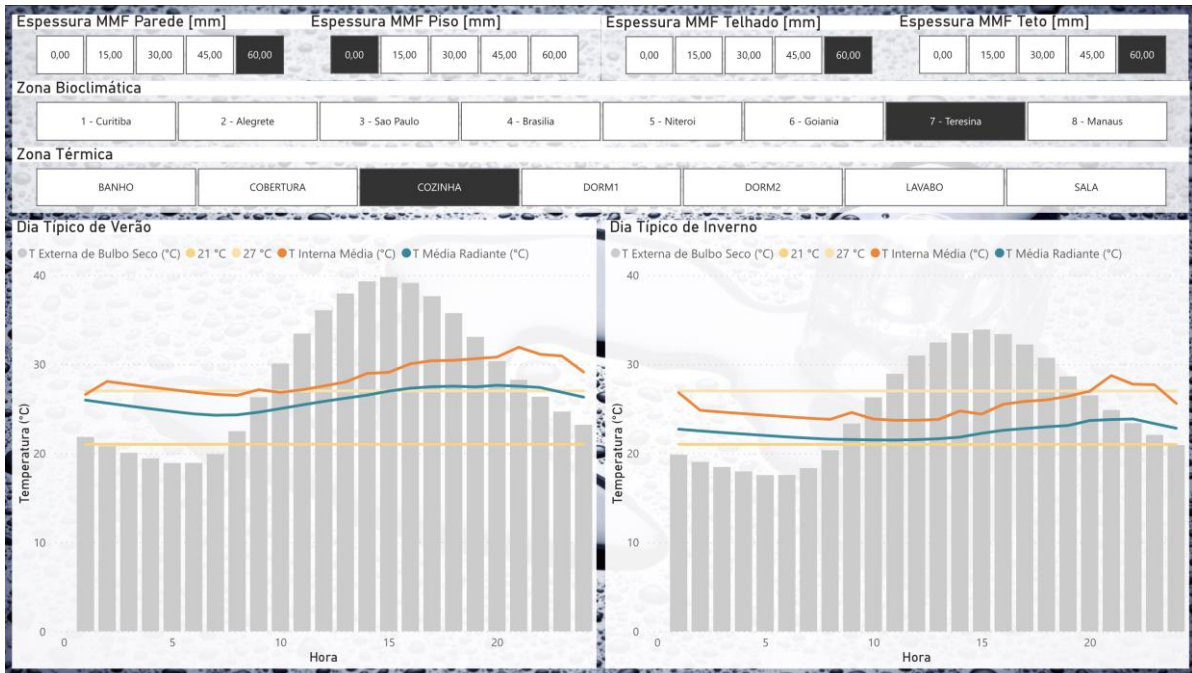 Espessura MMF Parede [mm] Espessura MMF Piso [mm] Espessura MMF Telhado [mm] Espessura MMF Teto [mm]
0,00 15,00 30,00 45,00 60,00 0,00 15,00 30,00 45,00 60,00 0,00 15,00 30,00 45,00 60,00 0,00 15,00 30,00 45,00 60,00
Zona Bioclimática
1 - Curitiba 2 - Alegrete 3 - Sao Paulo 4 - Brasilia 5 - Niteroi 6 - Goiania 7 - Teresina 8 - Manaus
Zona Térmica
BANHO COBERTURA COZINHA DORM1 DORM2 LAVABO SALA
Dia Típico de Verão
T Externa de Bulbo Seco (°C) 21 °C 27 °C T Interna Média (°C) T Média Radiante (°C)
40
30
20
10
0
Temperatura (°C)
0 5 10 15 20
Hora
Dia Típico de Inverno
T Externa de Bulbo Seco (°C) 21 °C 27 °C T Interna Média (°C) T Média Radiante (°C)
40
30
20
10
0
Temperatura (°C)
0 5 10 15 20
Hora